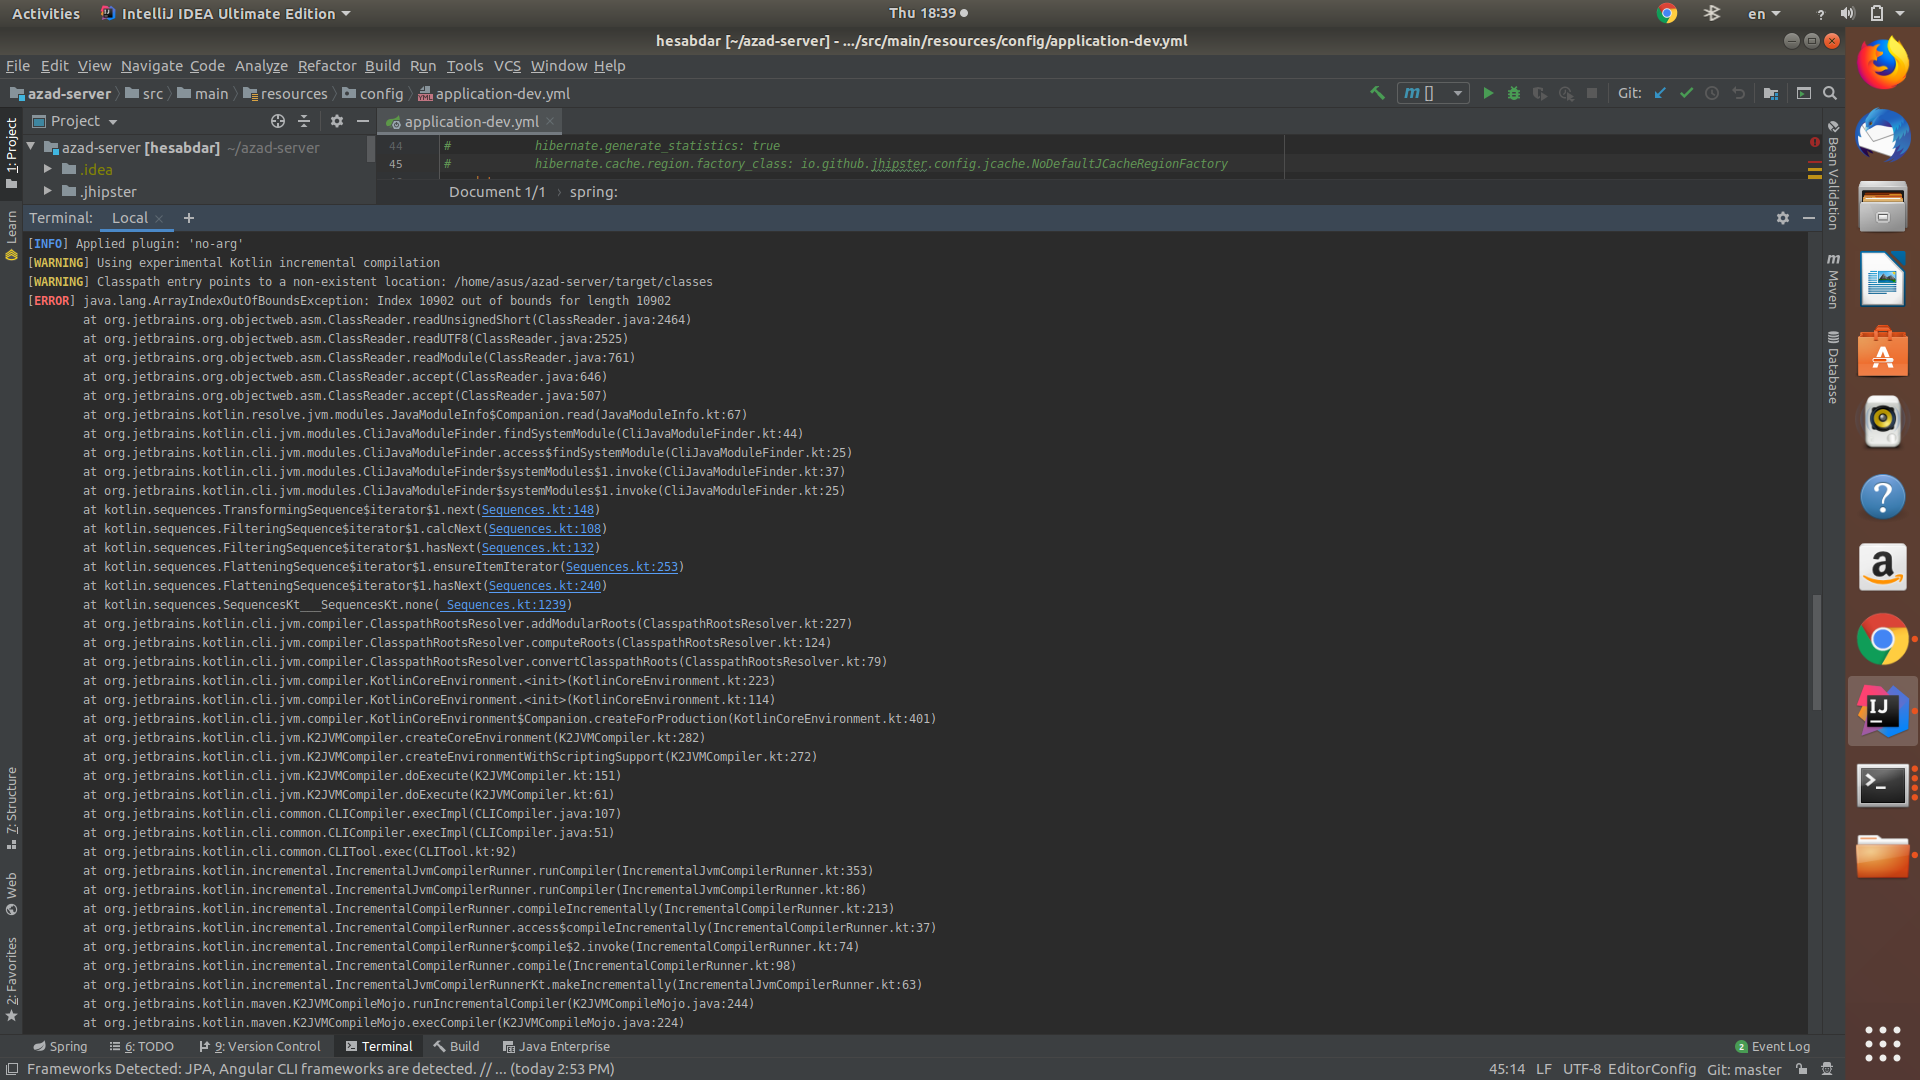 Activities
IntelliJ IDEA Ultimate Edition
Thu 18:39
en
hesabdar [~/azad-server] - .../src/main/resources/config/application-dev.yml
File Edit View Navigate Code Analyze Refactor Build Run Tools VCS Window Help
azad-server src main resources config application-dev.yml
m [] Git:
Project application-dev.yml
azad-server [hesabdar] ~/azad-server
.idea
.jhipster
44 # hibernate.generate_statistics: true
45 # hibernate.cache.region.factory_class: io.github.jhipster.config.jcache.NoDefaultJCacheRegionFactory
Document 1/1 › spring:
Terminal: Local +
[INFO] Applied plugin: 'no-arg'
[WARNING] Using experimental Kotlin incremental compilation
[WARNING] Classpath entry points to a non-existent location: /home/asus/azad-server/target/classes
[ERROR] java.lang.ArrayIndexOutOfBoundsException: Index 10902 out of bounds for length 10902
at org.jetbrains.org.objectweb.asm.ClassReader.readUnsignedShort(ClassReader.java:2464)
at org.jetbrains.org.objectweb.asm.ClassReader.readUTF8(ClassReader.java:2525)
at org.jetbrains.org.objectweb.asm.ClassReader.readModule(ClassReader.java:761)
at org.jetbrains.org.objectweb.asm.ClassReader.accept(ClassReader.java:646)
at org.jetbrains.org.objectweb.asm.ClassReader.accept(ClassReader.java:507)
at org.jetbrains.kotlin.resolve.jvm.modules.JavaModuleInfo$Companion.read(JavaModuleInfo.kt:67)
at org.jetbrains.kotlin.cli.jvm.modules.CliJavaModuleFinder.findSystemModule(CliJavaModuleFinder.kt:44)
at org.jetbrains.kotlin.cli.jvm.modules.CliJavaModuleFinder.access$findSystemModule(CliJavaModuleFinder.kt:25)
at org.jetbrains.kotlin.cli.jvm.modules.CliJavaModuleFinder$systemModules$1.invoke(CliJavaModuleFinder.kt:37)
at org.jetbrains.kotlin.cli.jvm.modules.CliJavaModuleFinder$systemModules$1.invoke(CliJavaModuleFinder.kt:25)
at kotlin.sequences.TransformingSequence$iterator$1.next(Sequences.kt:148)
at kotlin.sequences.FilteringSequence$iterator$1.calcNext(Sequences.kt:108)
at kotlin.sequences.FilteringSequence$iterator$1.hasNext(Sequences.kt:132)
at kotlin.sequences.FlatteningSequence$iterator$1.ensureItemIterator(Sequences.kt:253)
at kotlin.sequences.FlatteningSequence$iterator$1.hasNext(Sequences.kt:240)
at kotlin.sequences.SequencesKt___SequencesKt.none(_Sequences.kt:1239)
at org.jetbrains.kotlin.cli.jvm.compiler.ClasspathRootsResolver.addModularRoots(ClasspathRootsResolver.kt:227)
at org.jetbrains.kotlin.cli.jvm.compiler.ClasspathRootsResolver.computeRoots(ClasspathRootsResolver.kt:124)
at org.jetbrains.kotlin.cli.jvm.compiler.ClasspathRootsResolver.convertClasspathRoots(ClasspathRootsResolver.kt:79)
at org.jetbrains.kotlin.cli.jvm.compiler.KotlinCoreEnvironment.<init>(KotlinCoreEnvironment.kt:223)
at org.jetbrains.kotlin.cli.jvm.compiler.KotlinCoreEnvironment.<init>(KotlinCoreEnvironment.kt:114)
at org.jetbrains.kotlin.cli.jvm.compiler.KotlinCoreEnvironment$Companion.createForProduction(KotlinCoreEnvironment.kt:401)
at org.jetbrains.kotlin.cli.jvm.K2JVMCompiler.createCoreEnvironment(K2JVMCompiler.kt:282)
at org.jetbrains.kotlin.cli.jvm.K2JVMCompiler.createEnvironmentWithScriptingSupport(K2JVMCompiler.kt:272)
at org.jetbrains.kotlin.cli.jvm.K2JVMCompiler.doExecute(K2JVMCompiler.kt:151)
at org.jetbrains.kotlin.cli.jvm.K2JVMCompiler.doExecute(K2JVMCompiler.kt:61)
at org.jetbrains.kotlin.cli.common.CLICompiler.execImpl(CLICompiler.java:107)
at org.jetbrains.kotlin.cli.common.CLICompiler.execImpl(CLICompiler.java:51)
at org.jetbrains.kotlin.cli.common.CLITool.exec(CLITool.kt:92)
at org.jetbrains.kotlin.incremental.IncrementalJvmCompilerRunner.runCompiler(IncrementalJvmCompilerRunner.kt:353)
at org.jetbrains.kotlin.incremental.IncrementalJvmCompilerRunner.runCompiler(IncrementalJvmCompilerRunner.kt:86)
at org.jetbrains.kotlin.incremental.IncrementalCompilerRunner.compileIncrementally(IncrementalCompilerRunner.kt:213)
at org.jetbrains.kotlin.incremental.IncrementalCompilerRunner.access$compileIncrementally(IncrementalCompilerRunner.kt:37)
at org.jetbrains.kotlin.incremental.IncrementalCompilerRunner$compile$2.invoke(IncrementalCompilerRunner.kt:74)
at org.jetbrains.kotlin.incremental.IncrementalCompilerRunner.compile(IncrementalCompilerRunner.kt:98)
at org.jetbrains.kotlin.incremental.IncrementalJvmCompilerRunnerKt.makeIncrementally(IncrementalJvmCompilerRunner.kt:63)
at org.jetbrains.kotlin.maven.K2JVMCompileMojo.runIncrementalCompiler(K2JVMCompileMojo.java:244)
at org.jetbrains.kotlin.maven.K2JVMCompileMojo.execCompiler(K2JVMCompileMojo.java:224)
1: Project
Learn
7: Structure
Web
2: Favorites
Bean Validation
Maven
Database
Spring 6: TODO 9: Version Control Terminal Build Java Enterprise 2 Event Log
Frameworks Detected: JPA, Angular CLI frameworks are detected. // ... (today 2:53 PM) 45:14 LF UTF-8 EditorConfig Git: master